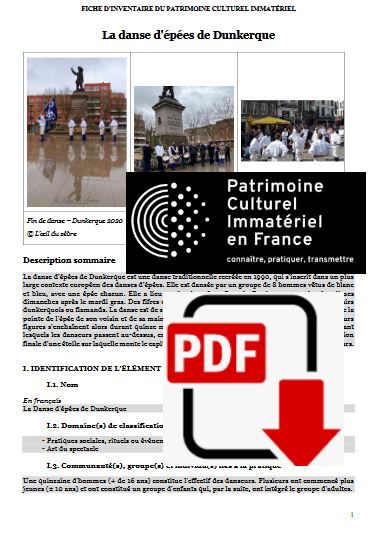 FICHE D'INVENTAIRE DU PATRIMOINE CULTUREL IMMATÉRIEL
La danse d'épées de Dunkerque
Fin de danse – Dunkerque 2020
© L'œil du zèbre
Patrimoine
Culturel
Immatériel
en France
connaître, pratiquer, transmettre
Description sommaire
La danse d'épées de Dunkerque est une danse traditionnelle recréée en 1990, qui s'inscrit dans un plus
large contexte européen des danses d'épées. Elle est dansée par un groupe de 8 hommes vêtus de blanc
et bleu, avec une épée chacun. Elle a lieu
dimanches après le mardi gras. Des fifres
dunkerquois ou flamands. La danse est de
pointe de l'épée de son voisin et de sa main
figures s'enchaînent alors durant quinze
lesquels les danseurs passent au-dessus,
finale d'une étoile sur laquelle monte le
PDF
I. IDENTIFICATION DE L'ÉLÉMENT
I.1. Nom
En français
La Danse d'épées de Dunkerque
I.2. Domaine(s) de
- Pratiques sociales, rituels ou
- Art du spectacle
I.3. Communauté(s), groupe(s) et
Une quinzaine d'hommes (+ de 16 ans) constitue l'effectif des danseurs. Plusieurs ont commencé plus
jeunes (± 10 ans) et ont constitué un groupe d'enfants qui, par la suite, ont intégré le groupe d'adultes.
1